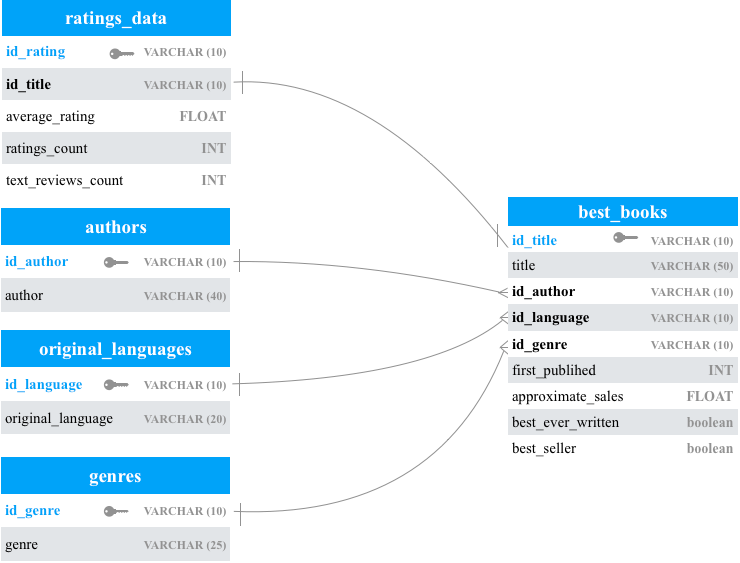 ratings_data
id_rating VARCHAR (10)
id_title VARCHAR (10)
average_rating FLOAT
ratings_count INT
text_reviews_count INT
authors
id_author VARCHAR (10)
author VARCHAR (40)
original_languages
id_language VARCHAR (10)
original_language VARCHAR (20)
genres
id_genre VARCHAR (10)
genre VARCHAR (25)
best_books
id_title VARCHAR (10)
title VARCHAR (50)
id_author VARCHAR (10)
id_language VARCHAR (10)
id_genre VARCHAR (10)
first_publihed INT
approximate_sales FLOAT
best_ever_written boolean
best_seller boolean